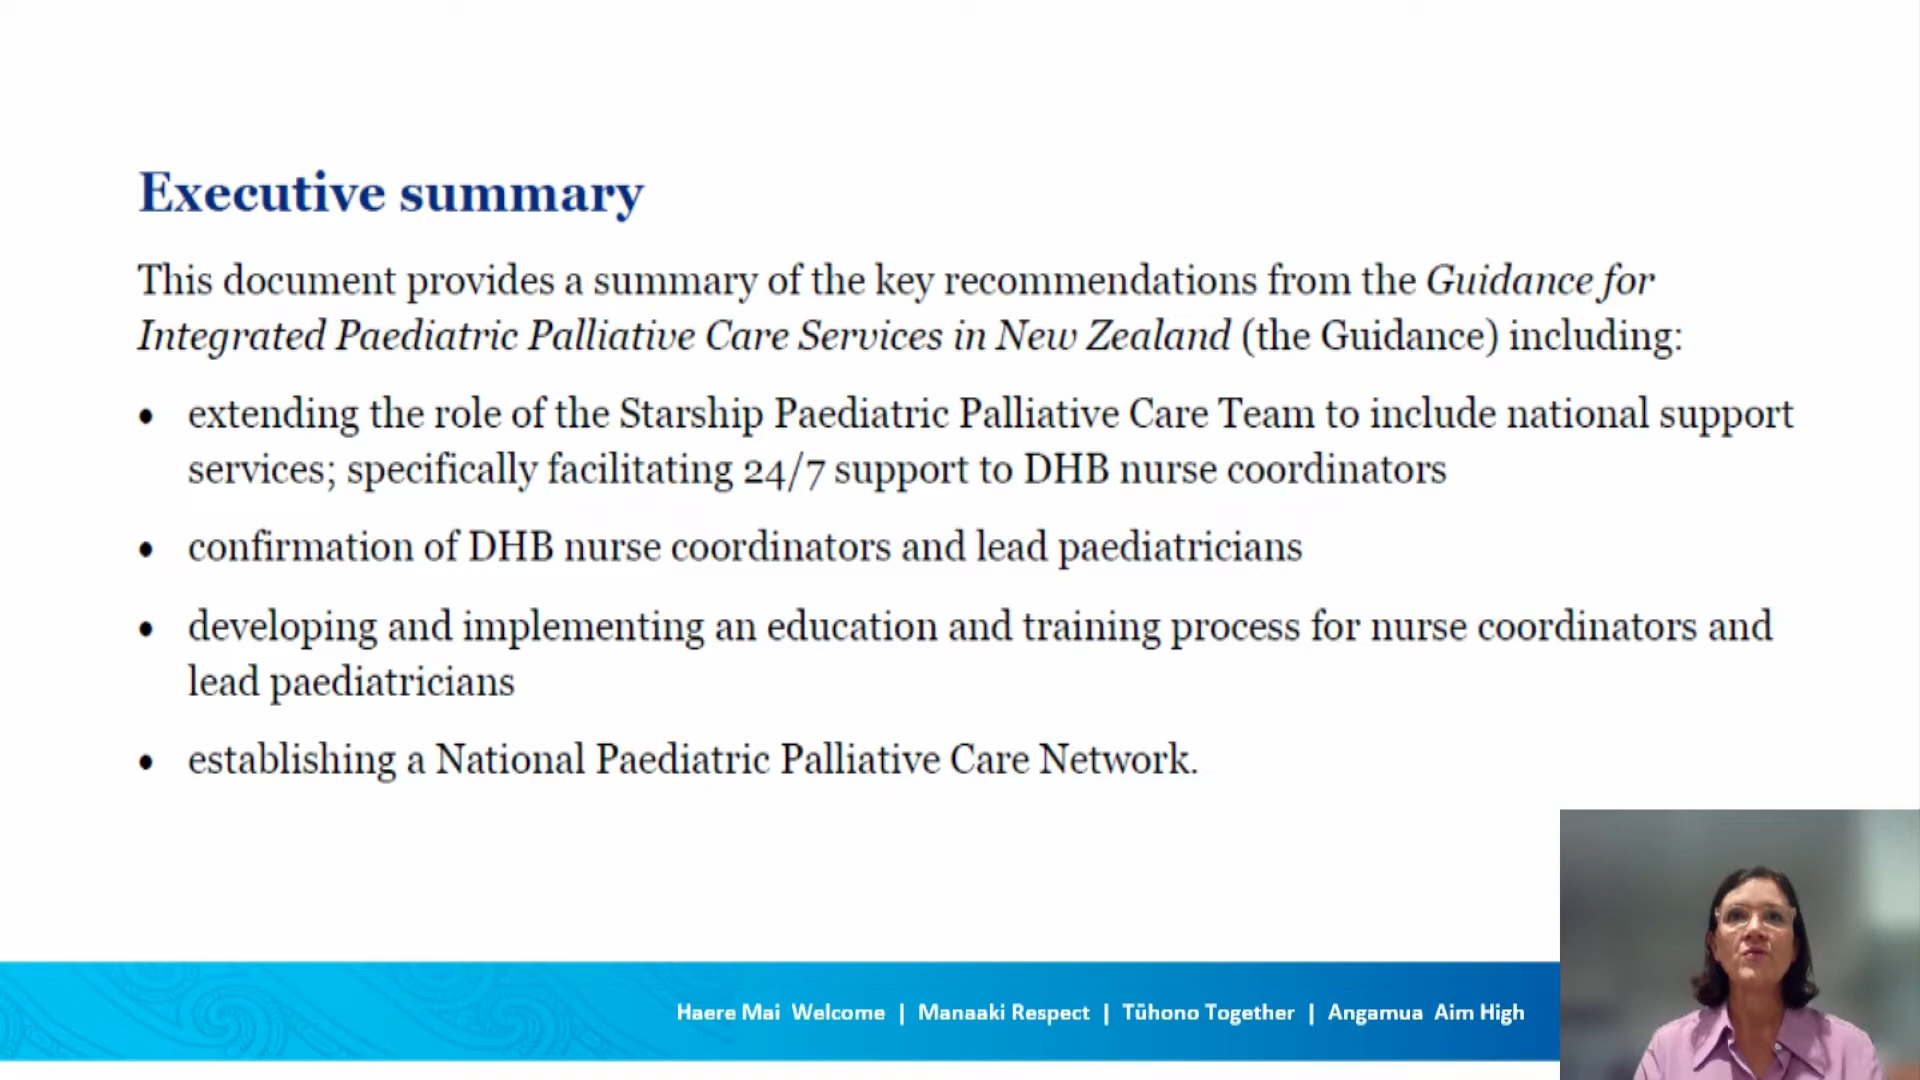 Executive summary
This document provides a summary of the key recommendations from the Guidance for
Integrated Paediatric Palliative Care Services in New Zealand (the Guidance) including:
• extending the role of the Starship Paediatric Palliative Care Team to include national support
services; specifically facilitating 24/7 support to DHB nurse coordinators
• confirmation of DHB nurse coordinators and lead paediatricians
• developing and implementing an education and training process for nurse coordinators and
lead paediatricians
• establishing a National Paediatric Palliative Care Network.
Haere Mai Welcome | Manaaki Respect | Tūhono Together | Angamua Aim High